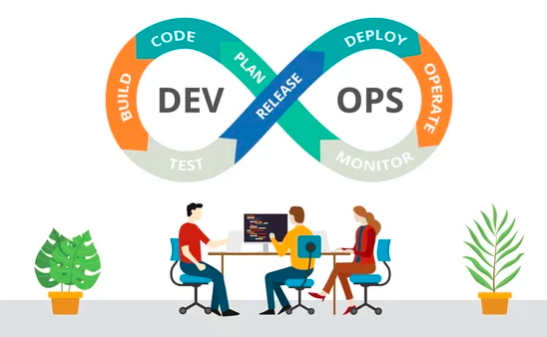 CODE
DEPLOY
PLAN
BUILD
DEV
RELEASE
OPS
OPERATE
TEST
MONITOR